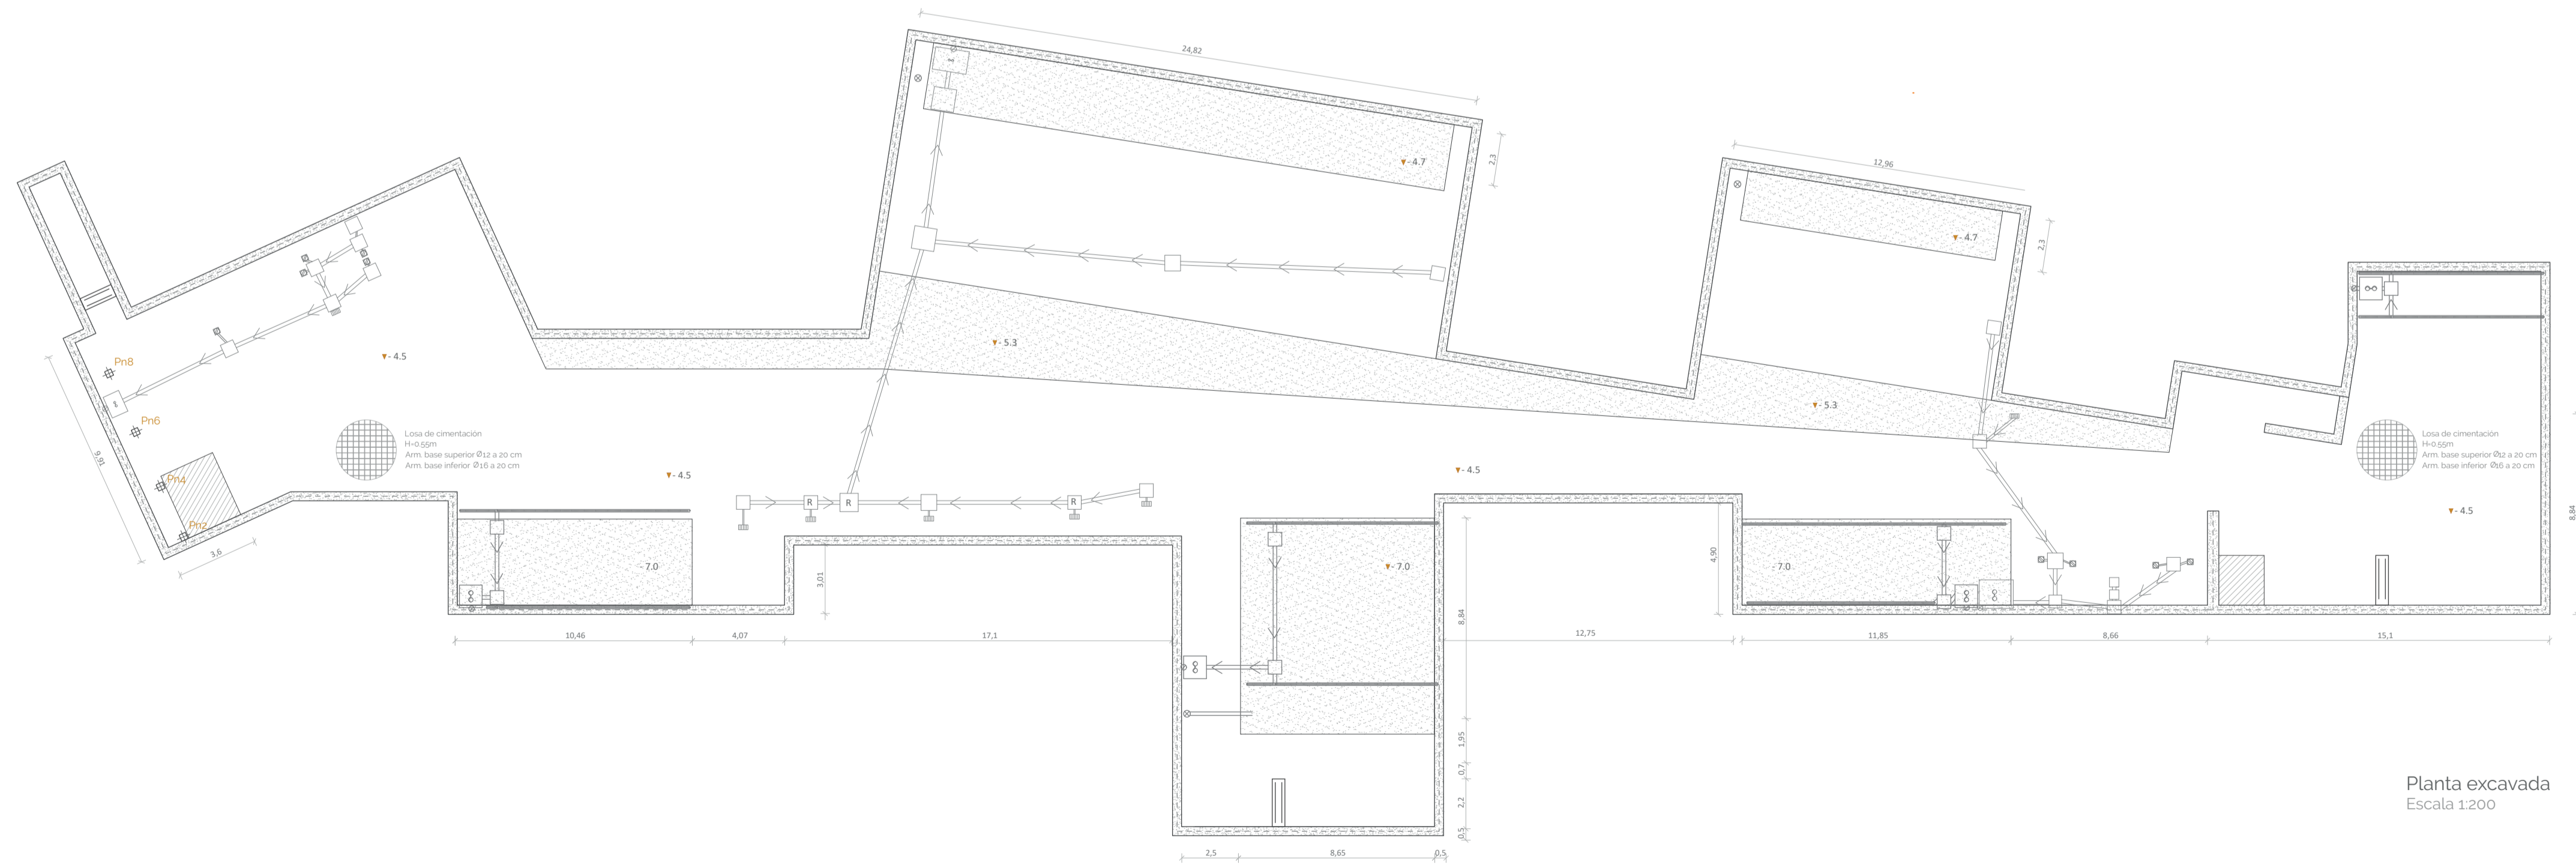 24,82
2,3
▾- 4.7
12,96
2,3
▾- 4.7
▾- 5.3
▾- 4.5
Pn8
Pn6
Pn4
Pn2
9,91
3,6
Losa de cimentación
H=0.55m
Arm. base superior Ø12 a 20 cm
Arm. base inferior Ø16 a 20 cm
▾- 5.3
Losa de cimentación
H=0.55m
Arm. base superior Ø12 a 20 cm
Arm. base inferior Ø16 a 20 cm
▾- 4.5
▾- 4.5
R
R
R
▾- 4.5
8,84
- 7.0
3,01
▾- 7.0
4,90
- 7.0
8,84
10,46
4,07
17,1
12,75
11,85
8,66
15,1
1,95
0,7
2,2
0,5
2,5
8,65
0,5
Planta excavada
Escala 1:200